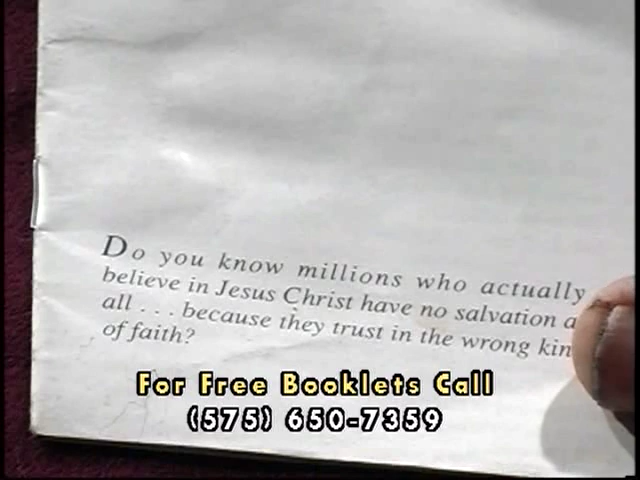 Do you know millions who actually
believe in Jesus Christ have no salvation a
all . . . because they trust in the wrong kin
of faith?
For Free Booklets Call
(575) 650-7359